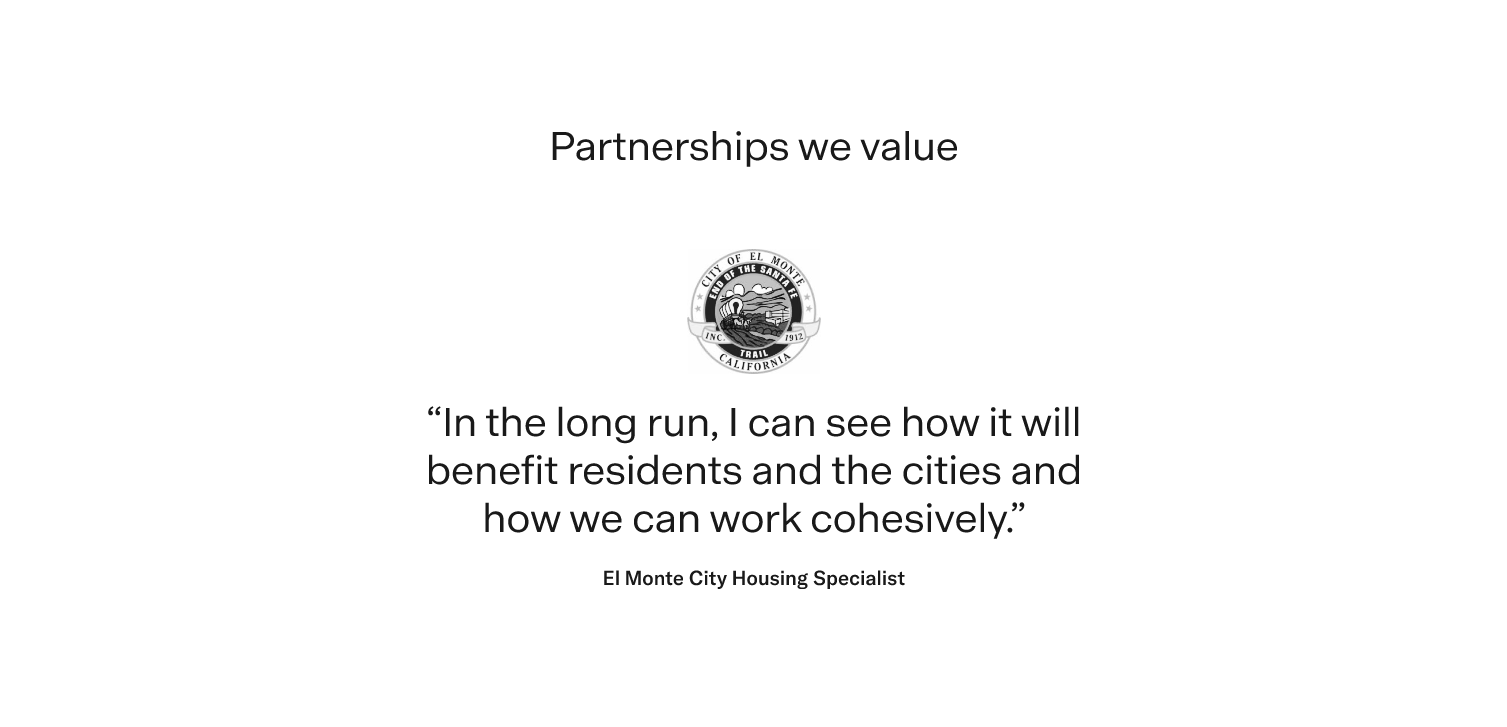 Partnerships we value
CITY OF EL MONTE
END OF THE SANTA FE
INC. 1912
TRAIL
CALIFORNIA
“In the long run, I can see how it will
benefit residents and the cities and
how we can work cohesively.”
El Monte City Housing Specialist